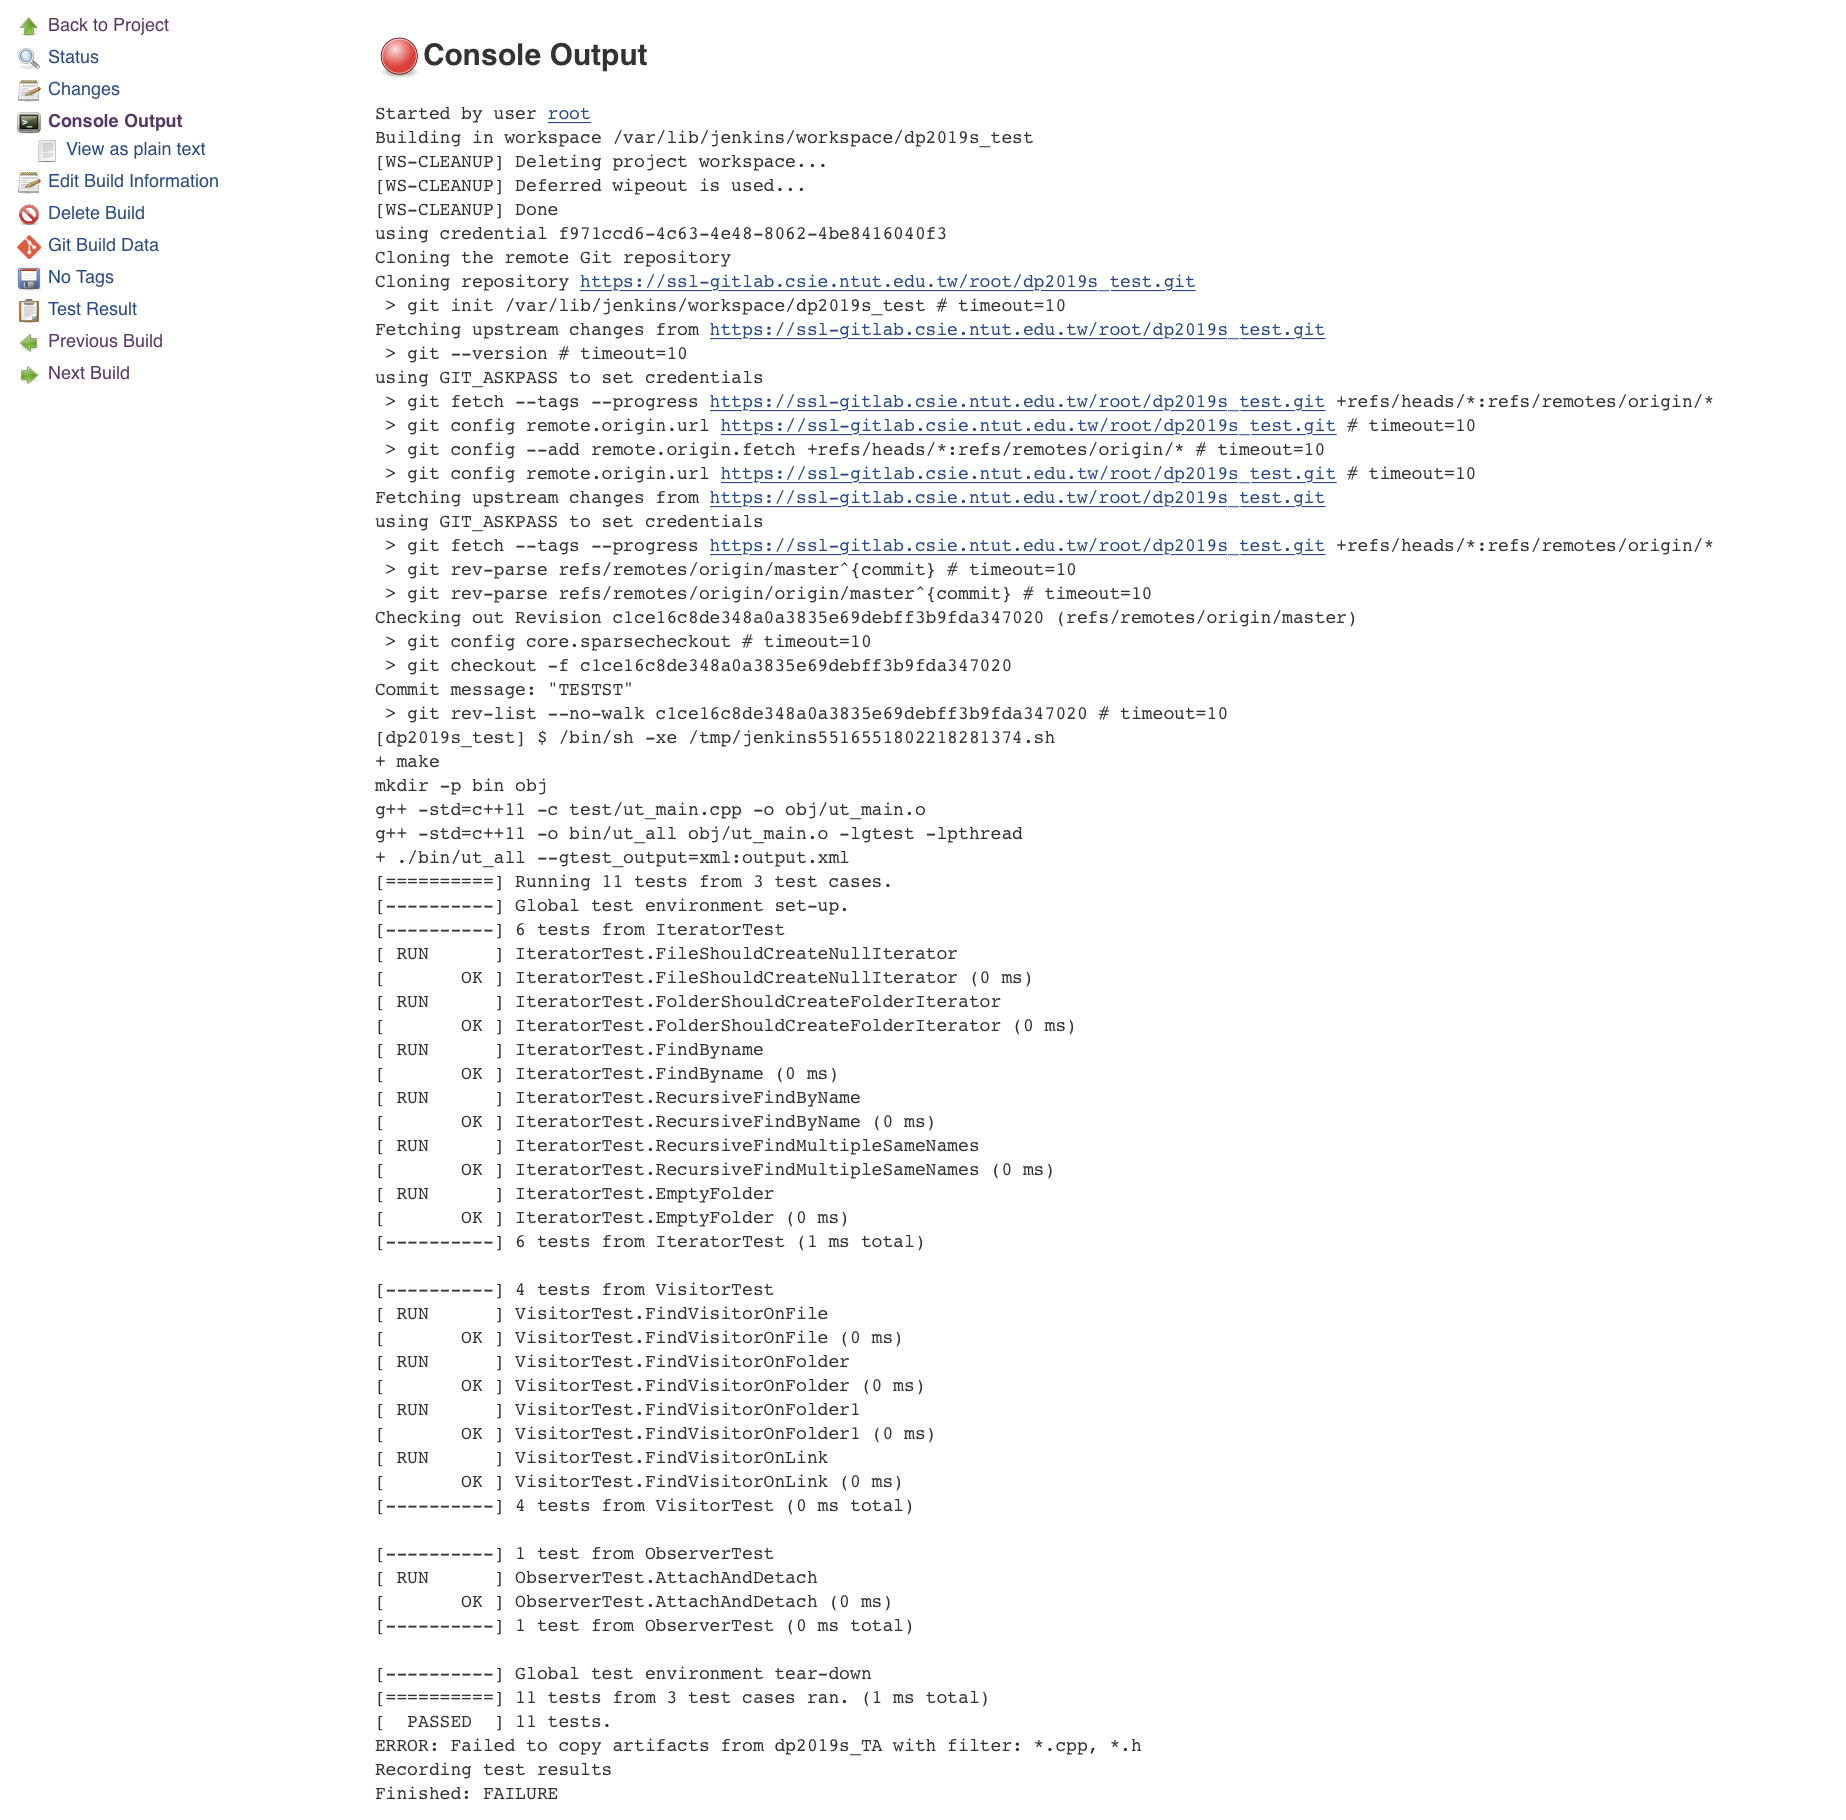 Back to Project
Status
Changes
Console Output
View as plain text
Edit Build Information
Delete Build
Git Build Data
No Tags
Test Result
Previous Build
Next Build
Console Output
Started by user root
Building in workspace /var/lib/jenkins/workspace/dp2019s_test
[WS-CLEANUP] Deleting project workspace...
[WS-CLEANUP] Deferred wipeout is used...
[WS-CLEANUP] Done
using credential f971ccd6-4c63-4e48-8062-4be8416040f3
Cloning the remote Git repository
Cloning repository https://ssl-gitlab.csie.ntut.edu.tw/root/dp2019s_test.git
 > git init /var/lib/jenkins/workspace/dp2019s_test # timeout=10
Fetching upstream changes from https://ssl-gitlab.csie.ntut.edu.tw/root/dp2019s_test.git
 > git --version # timeout=10
using GIT_ASKPASS to set credentials
 > git fetch --tags --progress https://ssl-gitlab.csie.ntut.edu.tw/root/dp2019s_test.git +refs/heads/*:refs/remotes/origin/*
 > git config remote.origin.url https://ssl-gitlab.csie.ntut.edu.tw/root/dp2019s_test.git # timeout=10
 > git config --add remote.origin.fetch +refs/heads/*:refs/remotes/origin/* # timeout=10
 > git config remote.origin.url https://ssl-gitlab.csie.ntut.edu.tw/root/dp2019s_test.git # timeout=10
Fetching upstream changes from https://ssl-gitlab.csie.ntut.edu.tw/root/dp2019s_test.git
using GIT_ASKPASS to set credentials
 > git fetch --tags --progress https://ssl-gitlab.csie.ntut.edu.tw/root/dp2019s_test.git +refs/heads/*:refs/remotes/origin/*
 > git rev-parse refs/remotes/origin/master^{commit} # timeout=10
 > git rev-parse refs/remotes/origin/origin/master^{commit} # timeout=10
Checking out Revision c1ce16c8de348a0a3835e69debff3b9fda347020 (refs/remotes/origin/master)
 > git config core.sparsecheckout # timeout=10
 > git checkout -f c1ce16c8de348a0a3835e69debff3b9fda347020
Commit message: "TESTST"
 > git rev-list --no-walk c1ce16c8de348a0a3835e69debff3b9fda347020 # timeout=10
[dp2019s_test] $ /bin/sh -xe /tmp/jenkins5516551802218281374.sh
+ make
mkdir -p bin obj
g++ -std=c++11 -c test/ut_main.cpp -o obj/ut_main.o
g++ -std=c++11 -o bin/ut_all obj/ut_main.o -lgtest -lpthread
+ ./bin/ut_all --gtest_output=xml:output.xml
[==========] Running 11 tests from 3 test cases.
[----------] Global test environment set-up.
[----------] 6 tests from IteratorTest
[ RUN      ] IteratorTest.FileShouldCreateNullIterator
[       OK ] IteratorTest.FileShouldCreateNullIterator (0 ms)
[ RUN      ] IteratorTest.FolderShouldCreateFolderIterator
[       OK ] IteratorTest.FolderShouldCreateFolderIterator (0 ms)
[ RUN      ] IteratorTest.FindByname
[       OK ] IteratorTest.FindByname (0 ms)
[ RUN      ] IteratorTest.RecursiveFindByName
[       OK ] IteratorTest.RecursiveFindByName (0 ms)
[ RUN      ] IteratorTest.RecursiveFindMultipleSameNames
[       OK ] IteratorTest.RecursiveFindMultipleSameNames (0 ms)
[ RUN      ] IteratorTest.EmptyFolder
[       OK ] IteratorTest.EmptyFolder (0 ms)
[----------] 6 tests from IteratorTest (1 ms total)

[----------] 4 tests from VisitorTest
[ RUN      ] VisitorTest.FindVisitorOnFile
[       OK ] VisitorTest.FindVisitorOnFile (0 ms)
[ RUN      ] VisitorTest.FindVisitorOnFolder
[       OK ] VisitorTest.FindVisitorOnFolder (0 ms)
[ RUN      ] VisitorTest.FindVisitorOnFolder1
[       OK ] VisitorTest.FindVisitorOnFolder1 (0 ms)
[ RUN      ] VisitorTest.FindVisitorOnLink
[       OK ] VisitorTest.FindVisitorOnLink (0 ms)
[----------] 4 tests from VisitorTest (0 ms total)

[----------] 1 test from ObserverTest
[ RUN      ] ObserverTest.AttachAndDetach
[       OK ] ObserverTest.AttachAndDetach (0 ms)
[----------] 1 test from ObserverTest (0 ms total)

[----------] Global test environment tear-down
[==========] 11 tests from 3 test cases ran. (1 ms total)
[  PASSED  ] 11 tests.
ERROR: Failed to copy artifacts from dp2019s_TA with filter: *.cpp, *.h
Recording test results
Finished: FAILURE